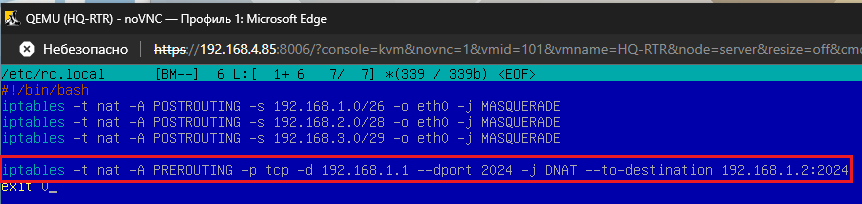 QEMU (HQ-RTR) - noVNC — Профиль 1: Microsoft Edge
Небезопасно https://192.168.4.85:8006/?console=kvm&novnc=1&vmid=101&vmname=HQ-RTR&node=server&resize=off&cmd
/etc/rc.local [BM--] 6 L:[ 1+ 6 7/ 7] *(339 / 339b) <EOF>
#!/bin/bash
iptables -t nat -A POSTROUTING -s 192.168.1.0/26 -o eth0 -j MASQUERADE
iptables -t nat -A POSTROUTING -s 192.168.2.0/28 -o eth0 -j MASQUERADE
iptables -t nat -A POSTROUTING -s 192.168.3.0/29 -o eth0 -j MASQUERADE
iptables -t nat -A PREROUTING -p tcp -d 192.168.1.1 --dport 2024 -j DNAT --to-destination 192.168.1.2:2024
exit 0_